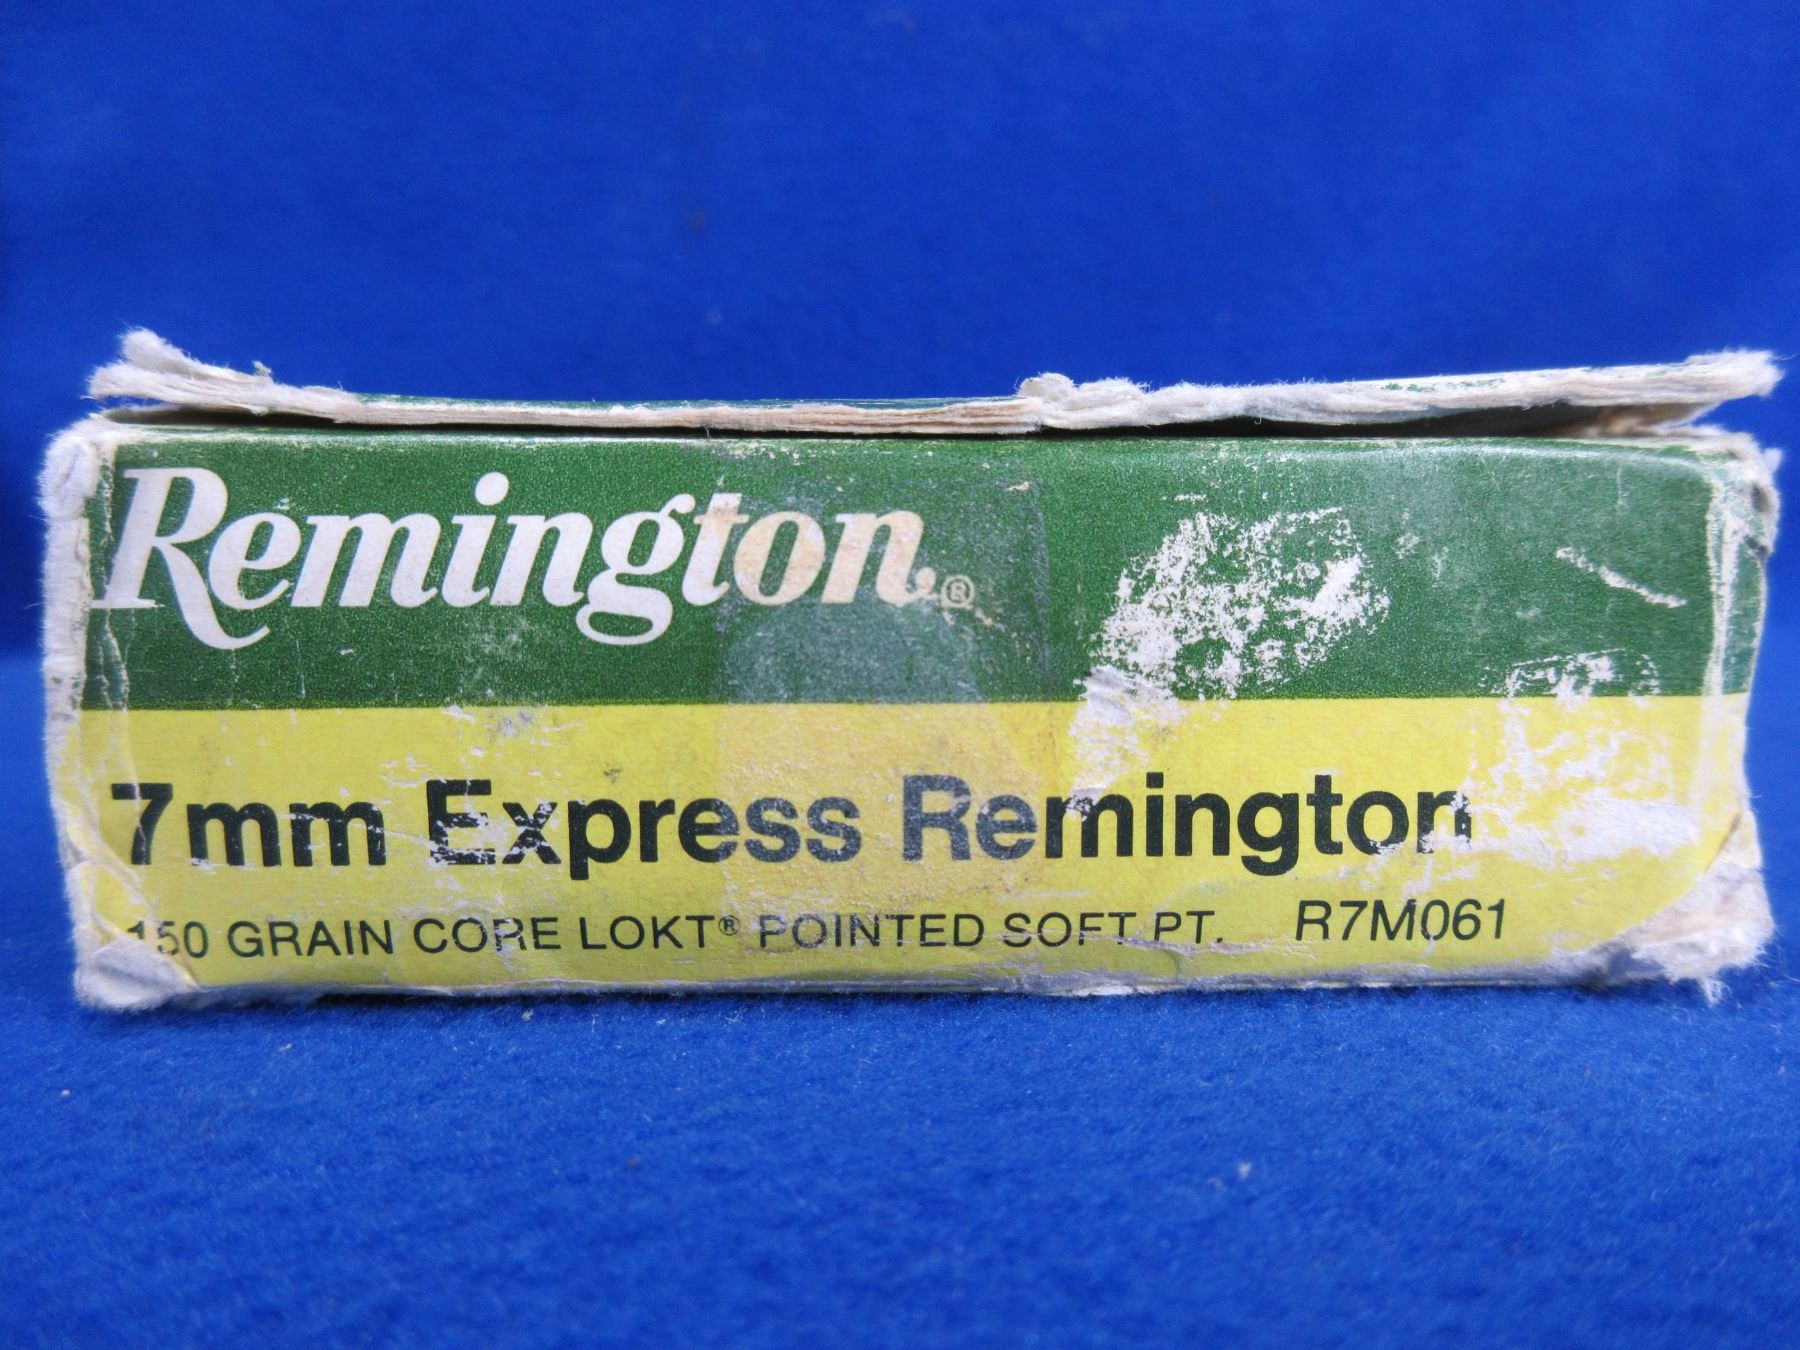 Remington®
7mm Express Remington
150 GRAIN CORE LOKT® POINTED SOFT PT. R7M061